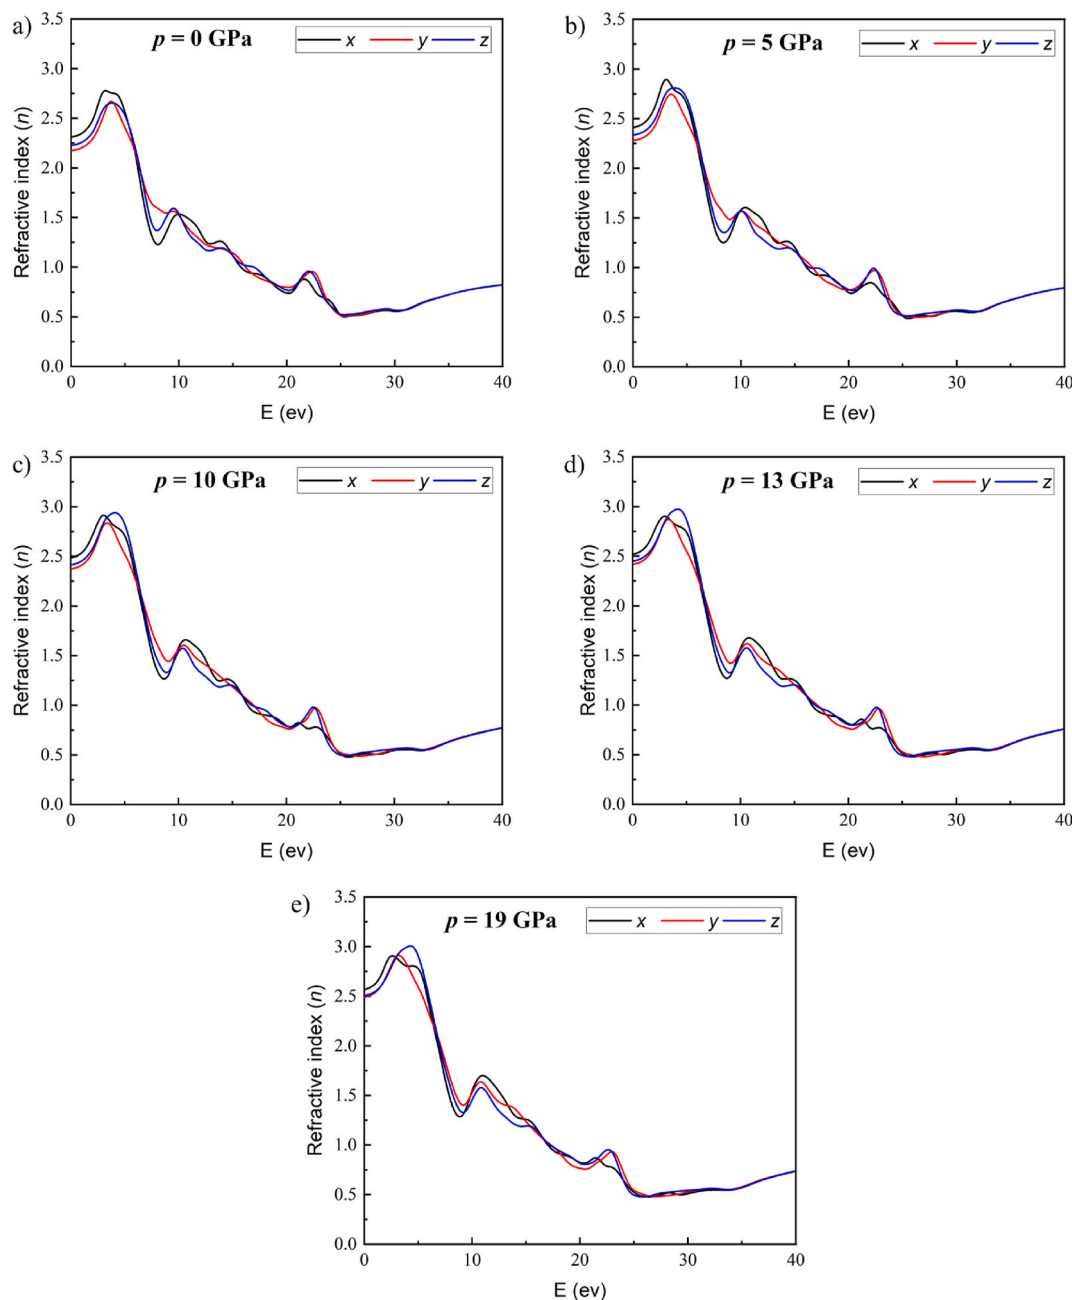 a)
p = 0 GPa
x y z
Refractive index (n)
3.5
3.0
2.5
2.0
1.5
1.0
0.5
0.0
0 10 20 30 40
E (ev)
b)
p = 5 GPa
x y z
Refractive index (n)
3.5
3.0
2.5
2.0
1.5
1.0
0.5
0.0
0 10 20 30 40
E (ev)
c)
p = 10 GPa
x y z
Refractive index (n)
3.5
3.0
2.5
2.0
1.5
1.0
0.5
0.0
0 10 20 30 40
E (ev)
d)
p = 13 GPa
x y z
Refractive index (n)
3.5
3.0
2.5
2.0
1.5
1.0
0.5
0.0
0 10 20 30 40
E (ev)
e)
p = 19 GPa
x y z
Refractive index (n)
3.5
3.0
2.5
2.0
1.5
1.0
0.5
0.0
0 10 20 30 40
E (ev)